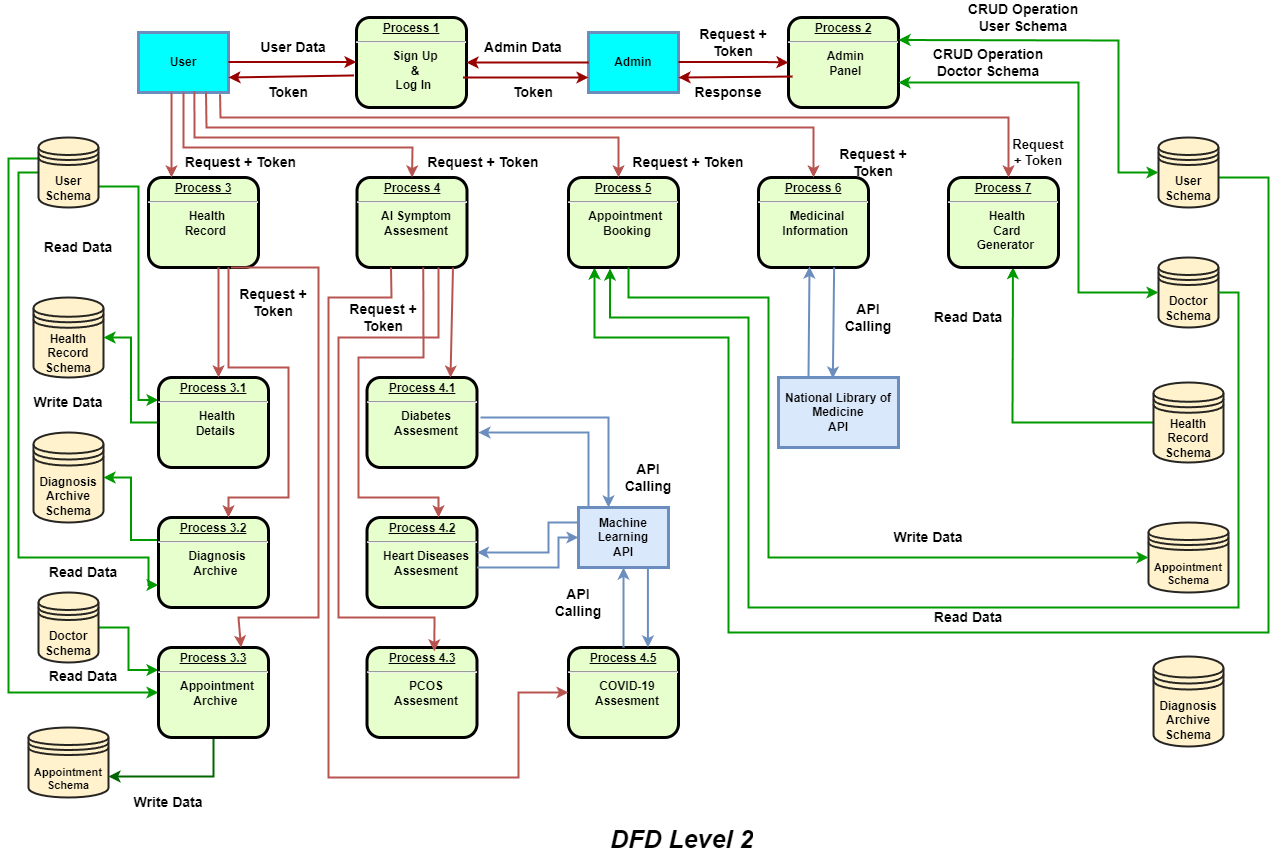 CRUD Operation
User Schema
Process 1
Sign Up
&
Log In
Process 2
Admin
Panel
User
User Data
Token
Admin Data
Token
Admin
Request +
Token
Response
CRUD Operation
Doctor Schema
User
Schema
Request + Token
Request + Token
Request + Token
Request +
Token
Request
+ Token
User
Schema
Process 3
Health
Record
Process 4
AI Symptom
Assesment
Process 5
Appointment
Booking
Process 6
Medicinal
Information
Process 7
Health
Card
Generator
Read Data
Request +
Token
Request +
Token
API
Calling
Read Data
Doctor
Schema
Health
Record
Schema
Write Data
Process 3.1
Health
Details
Process 4.1
Diabetes
Assesment
National Library of
Medicine
API
Health
Record
Schema
Diagnosis
Archive
Schema
API
Calling
Process 3.2
Diagnosis
Archive
Process 4.2
Heart Diseases
Assesment
Machine
Learning
API
Write Data
Appointment
Schema
Read Data
API
Calling
Read Data
Doctor
Schema
Read Data
Process 3.3
Appointment
Archive
Process 4.3
PCOS
Assesment
Process 4.5
COVID-19
Assesment
Diagnosis
Archive
Schema
Appointment
Schema
Write Data
DFD Level 2